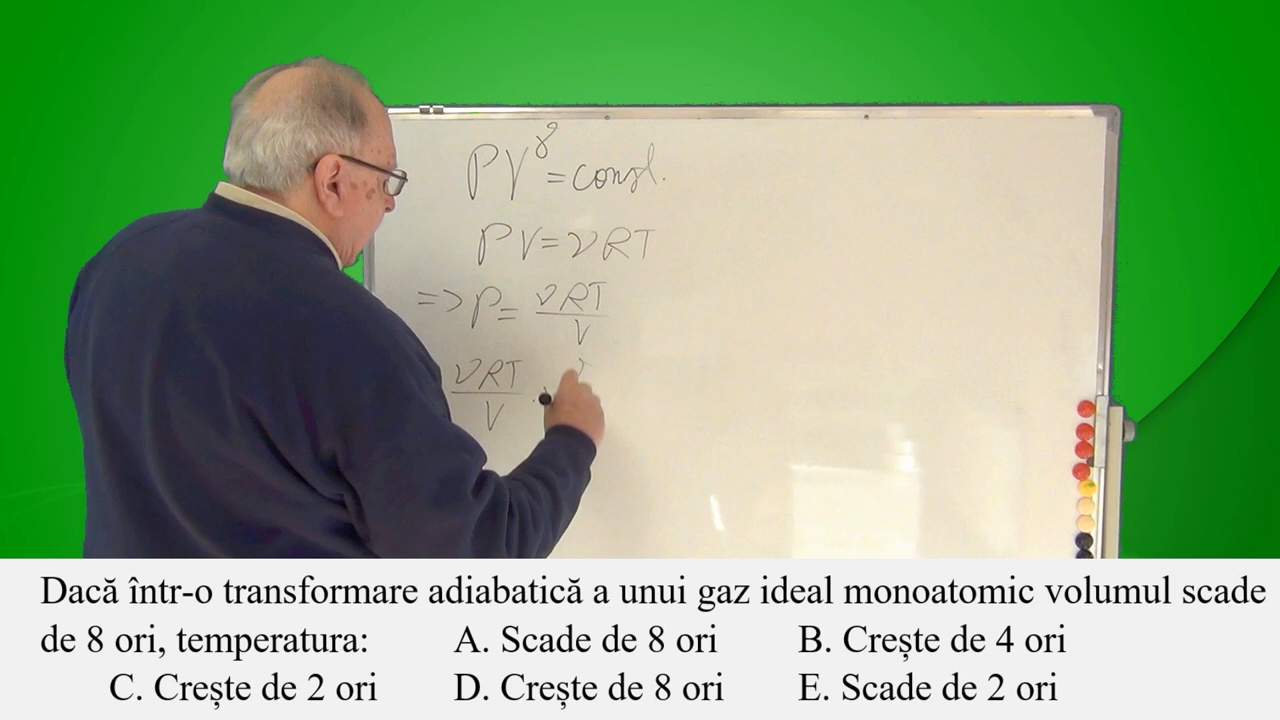 PV^γ = const.
PV = νRT
=> P = νRT / V
νRT / V ·
Dacă într-o transformare adiabatică a unui gaz ideal monoatomic volumul scade
de 8 ori, temperatura: A. Scade de 8 ori B. Crește de 4 ori
C. Crește de 2 ori D. Crește de 8 ori E. Scade de 2 ori